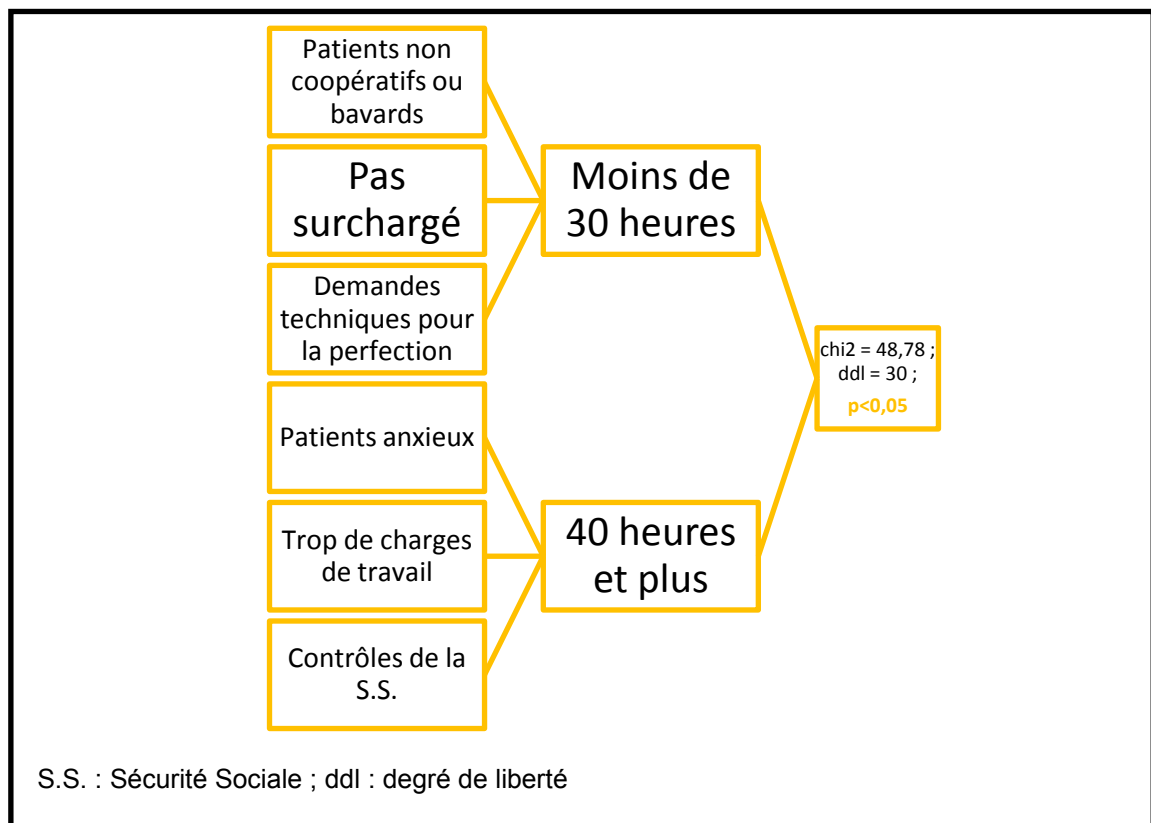 Patients non
coopératifs ou
bavards
Pas
surchargé
Demandes
techniques pour
la perfection
Patients anxieux
Trop de charges
de travail
Contrôles de la
S.S.
Moins de
30 heures
40 heures
et plus
chi2 = 48,78 ;
ddl = 30 ;
p<0,05
S.S. : Sécurité Sociale ; ddl : degré de liberté